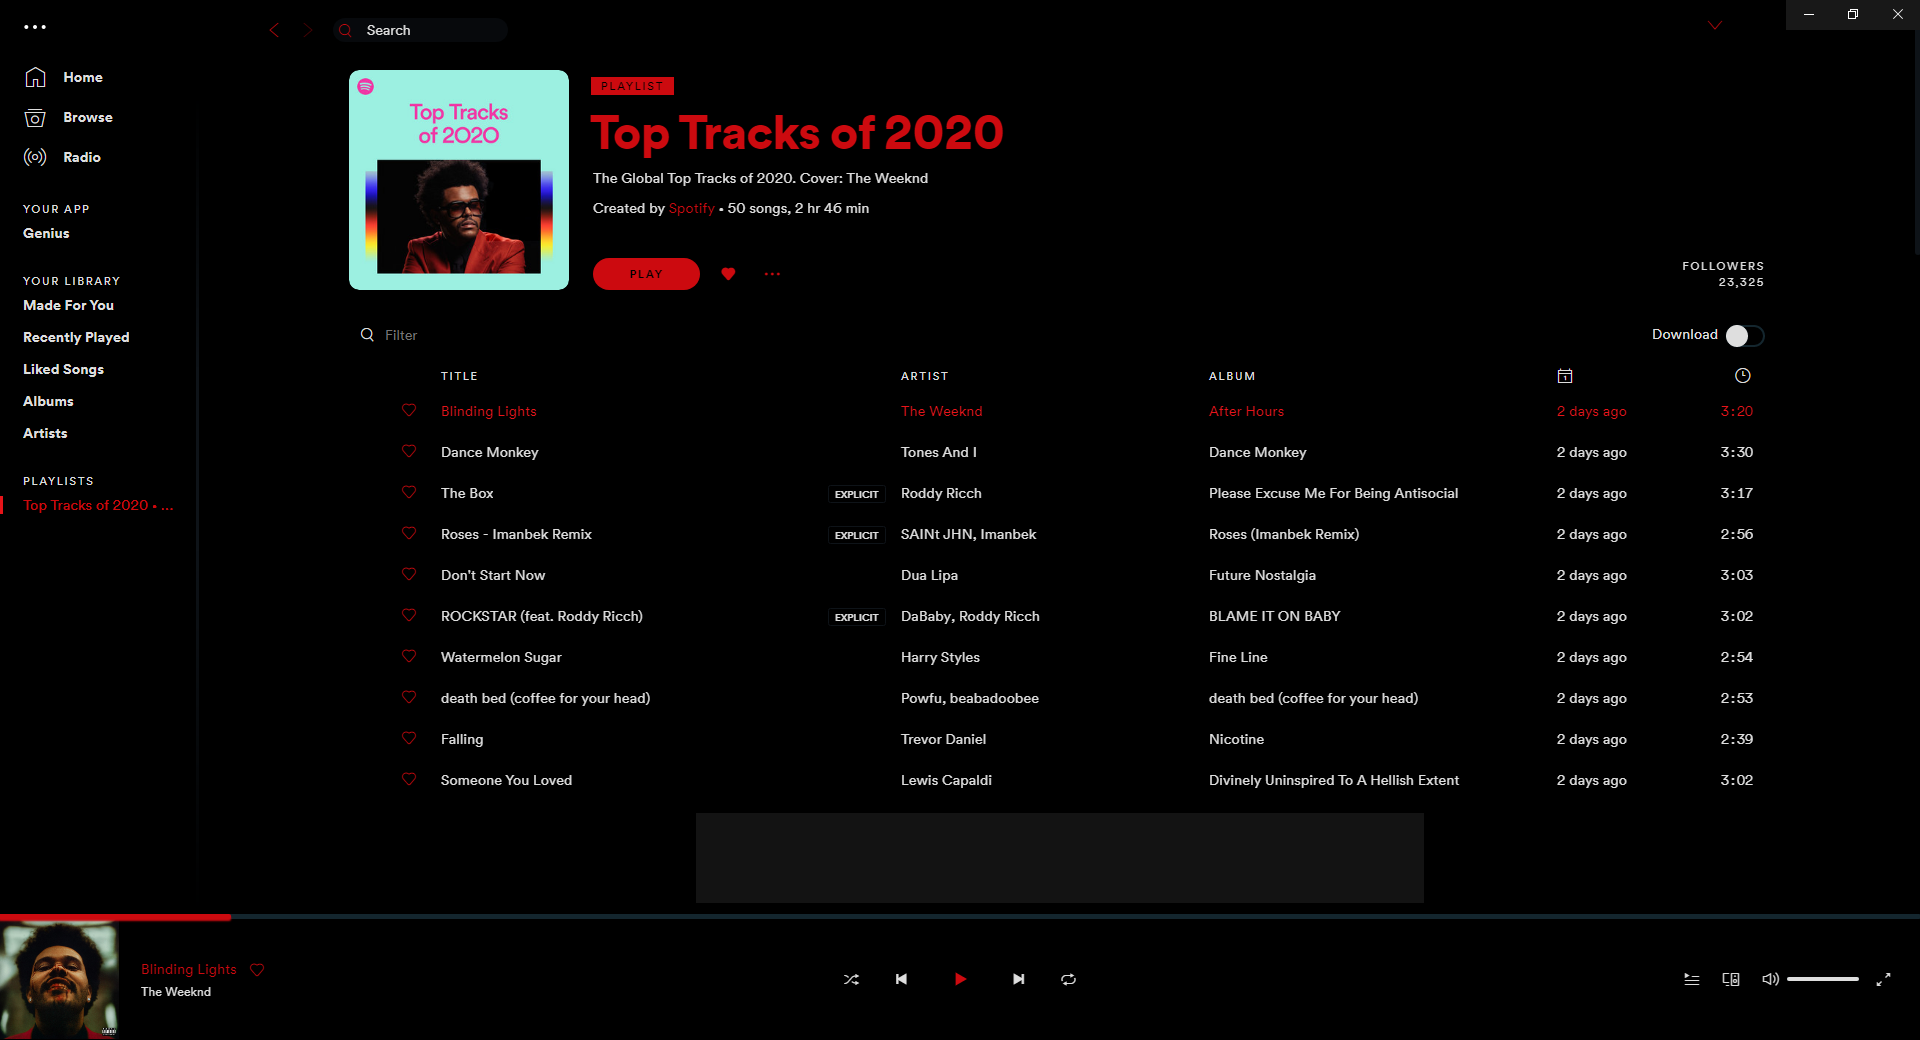 Search
Home
Browse
Radio
YOUR APP
Genius
YOUR LIBRARY
Made For You
Recently Played
Liked Songs
Albums
Artists
PLAYLISTS
Top Tracks of 2020 • ...
Top Tracks
of 2020
PLAYLIST
Top Tracks of 2020
The Global Top Tracks of 2020. Cover: The Weeknd
Created by Spotify • 50 songs, 2 hr 46 min
PLAY
FOLLOWERS
23,325
Filter
Download
TITLE ARTIST ALBUM
Blinding Lights The Weeknd After Hours 2 days ago 3:20
Dance Monkey Tones And I Dance Monkey 2 days ago 3:30
The Box EXPLICIT Roddy Ricch Please Excuse Me For Being Antisocial 2 days ago 3:17
Roses - Imanbek Remix EXPLICIT SAINt JHN, Imanbek Roses (Imanbek Remix) 2 days ago 2:56
Don't Start Now Dua Lipa Future Nostalgia 2 days ago 3:03
ROCKSTAR (feat. Roddy Ricch) EXPLICIT DaBaby, Roddy Ricch BLAME IT ON BABY 2 days ago 3:02
Watermelon Sugar Harry Styles Fine Line 2 days ago 2:54
death bed (coffee for your head) Powfu, beabadoobee death bed (coffee for your head) 2 days ago 2:53
Falling Trevor Daniel Nicotine 2 days ago 2:39
Someone You Loved Lewis Capaldi Divinely Uninspired To A Hellish Extent 2 days ago 3:02
Blinding Lights
The Weeknd